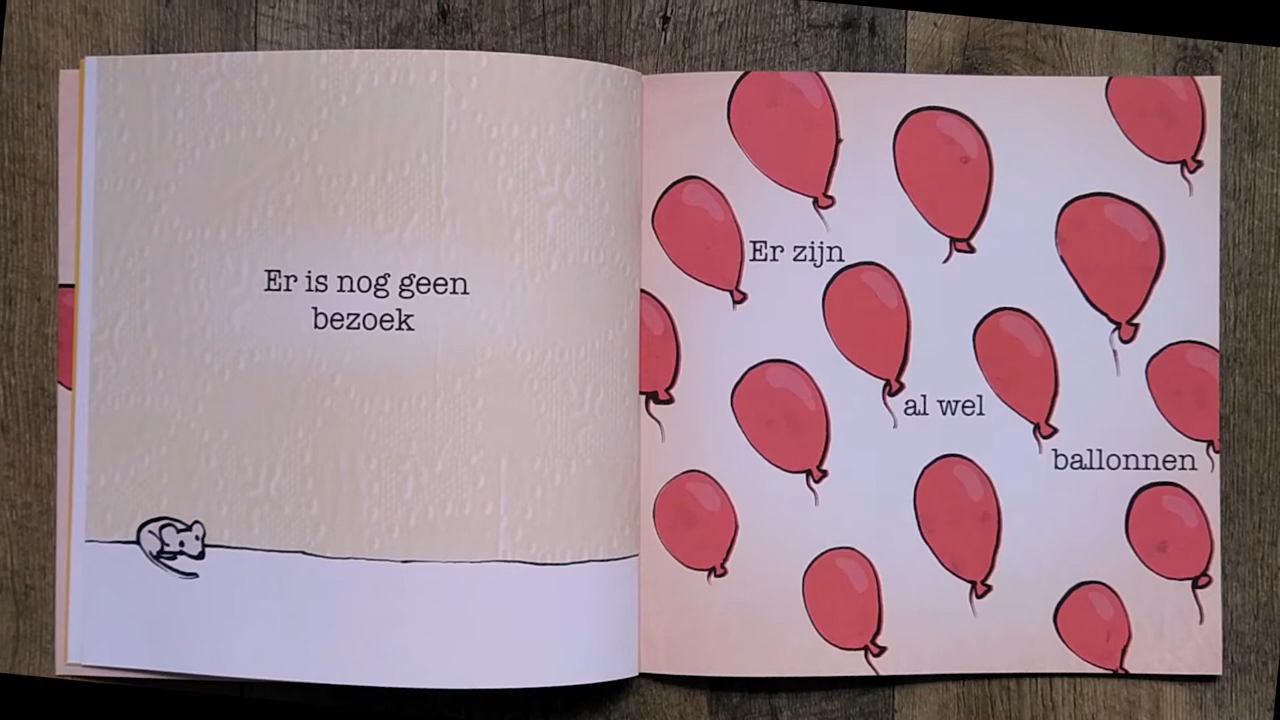 Er is nog geen
bezoek
Er zijn
al wel
ballonnen